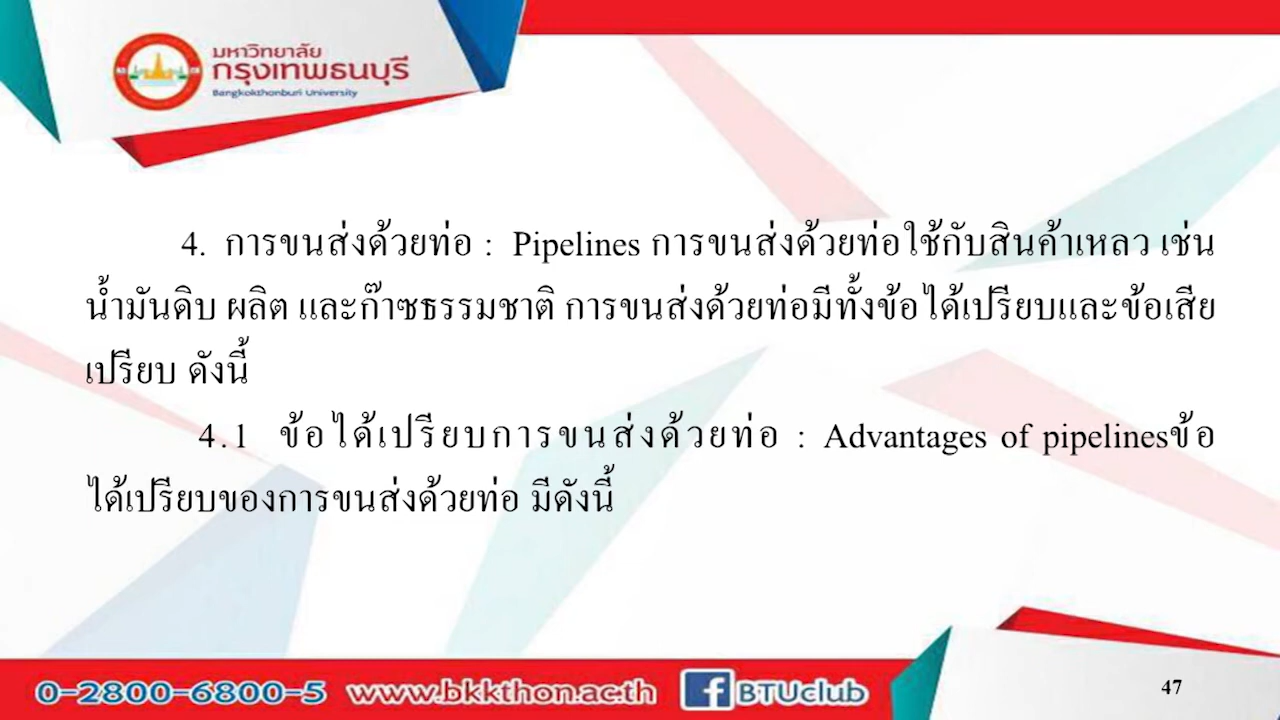 มหาวิทยาลัย
กรุงเทพธนบุรี
Bangkokthonburi University
4. การขนส่งด้วยท่อ : Pipelines การขนส่งด้วยท่อใช้กับสินค้าเหลว เช่น
น้ำมันดิบ ผลิต และก๊าซธรรมชาติ การขนส่งด้วยท่อมีทั้งข้อได้เปรียบและข้อเสีย
เปรียบ ดังนี้
4.1 ข้อได้เปรียบการขนส่งด้วยท่อ : Advantages of pipelinesข้อ
ได้เปรียบของการขนส่งด้วยท่อ มีดังนี้
0-2800-6800-5 www.bkkthon.ac.th f BTUclub
47